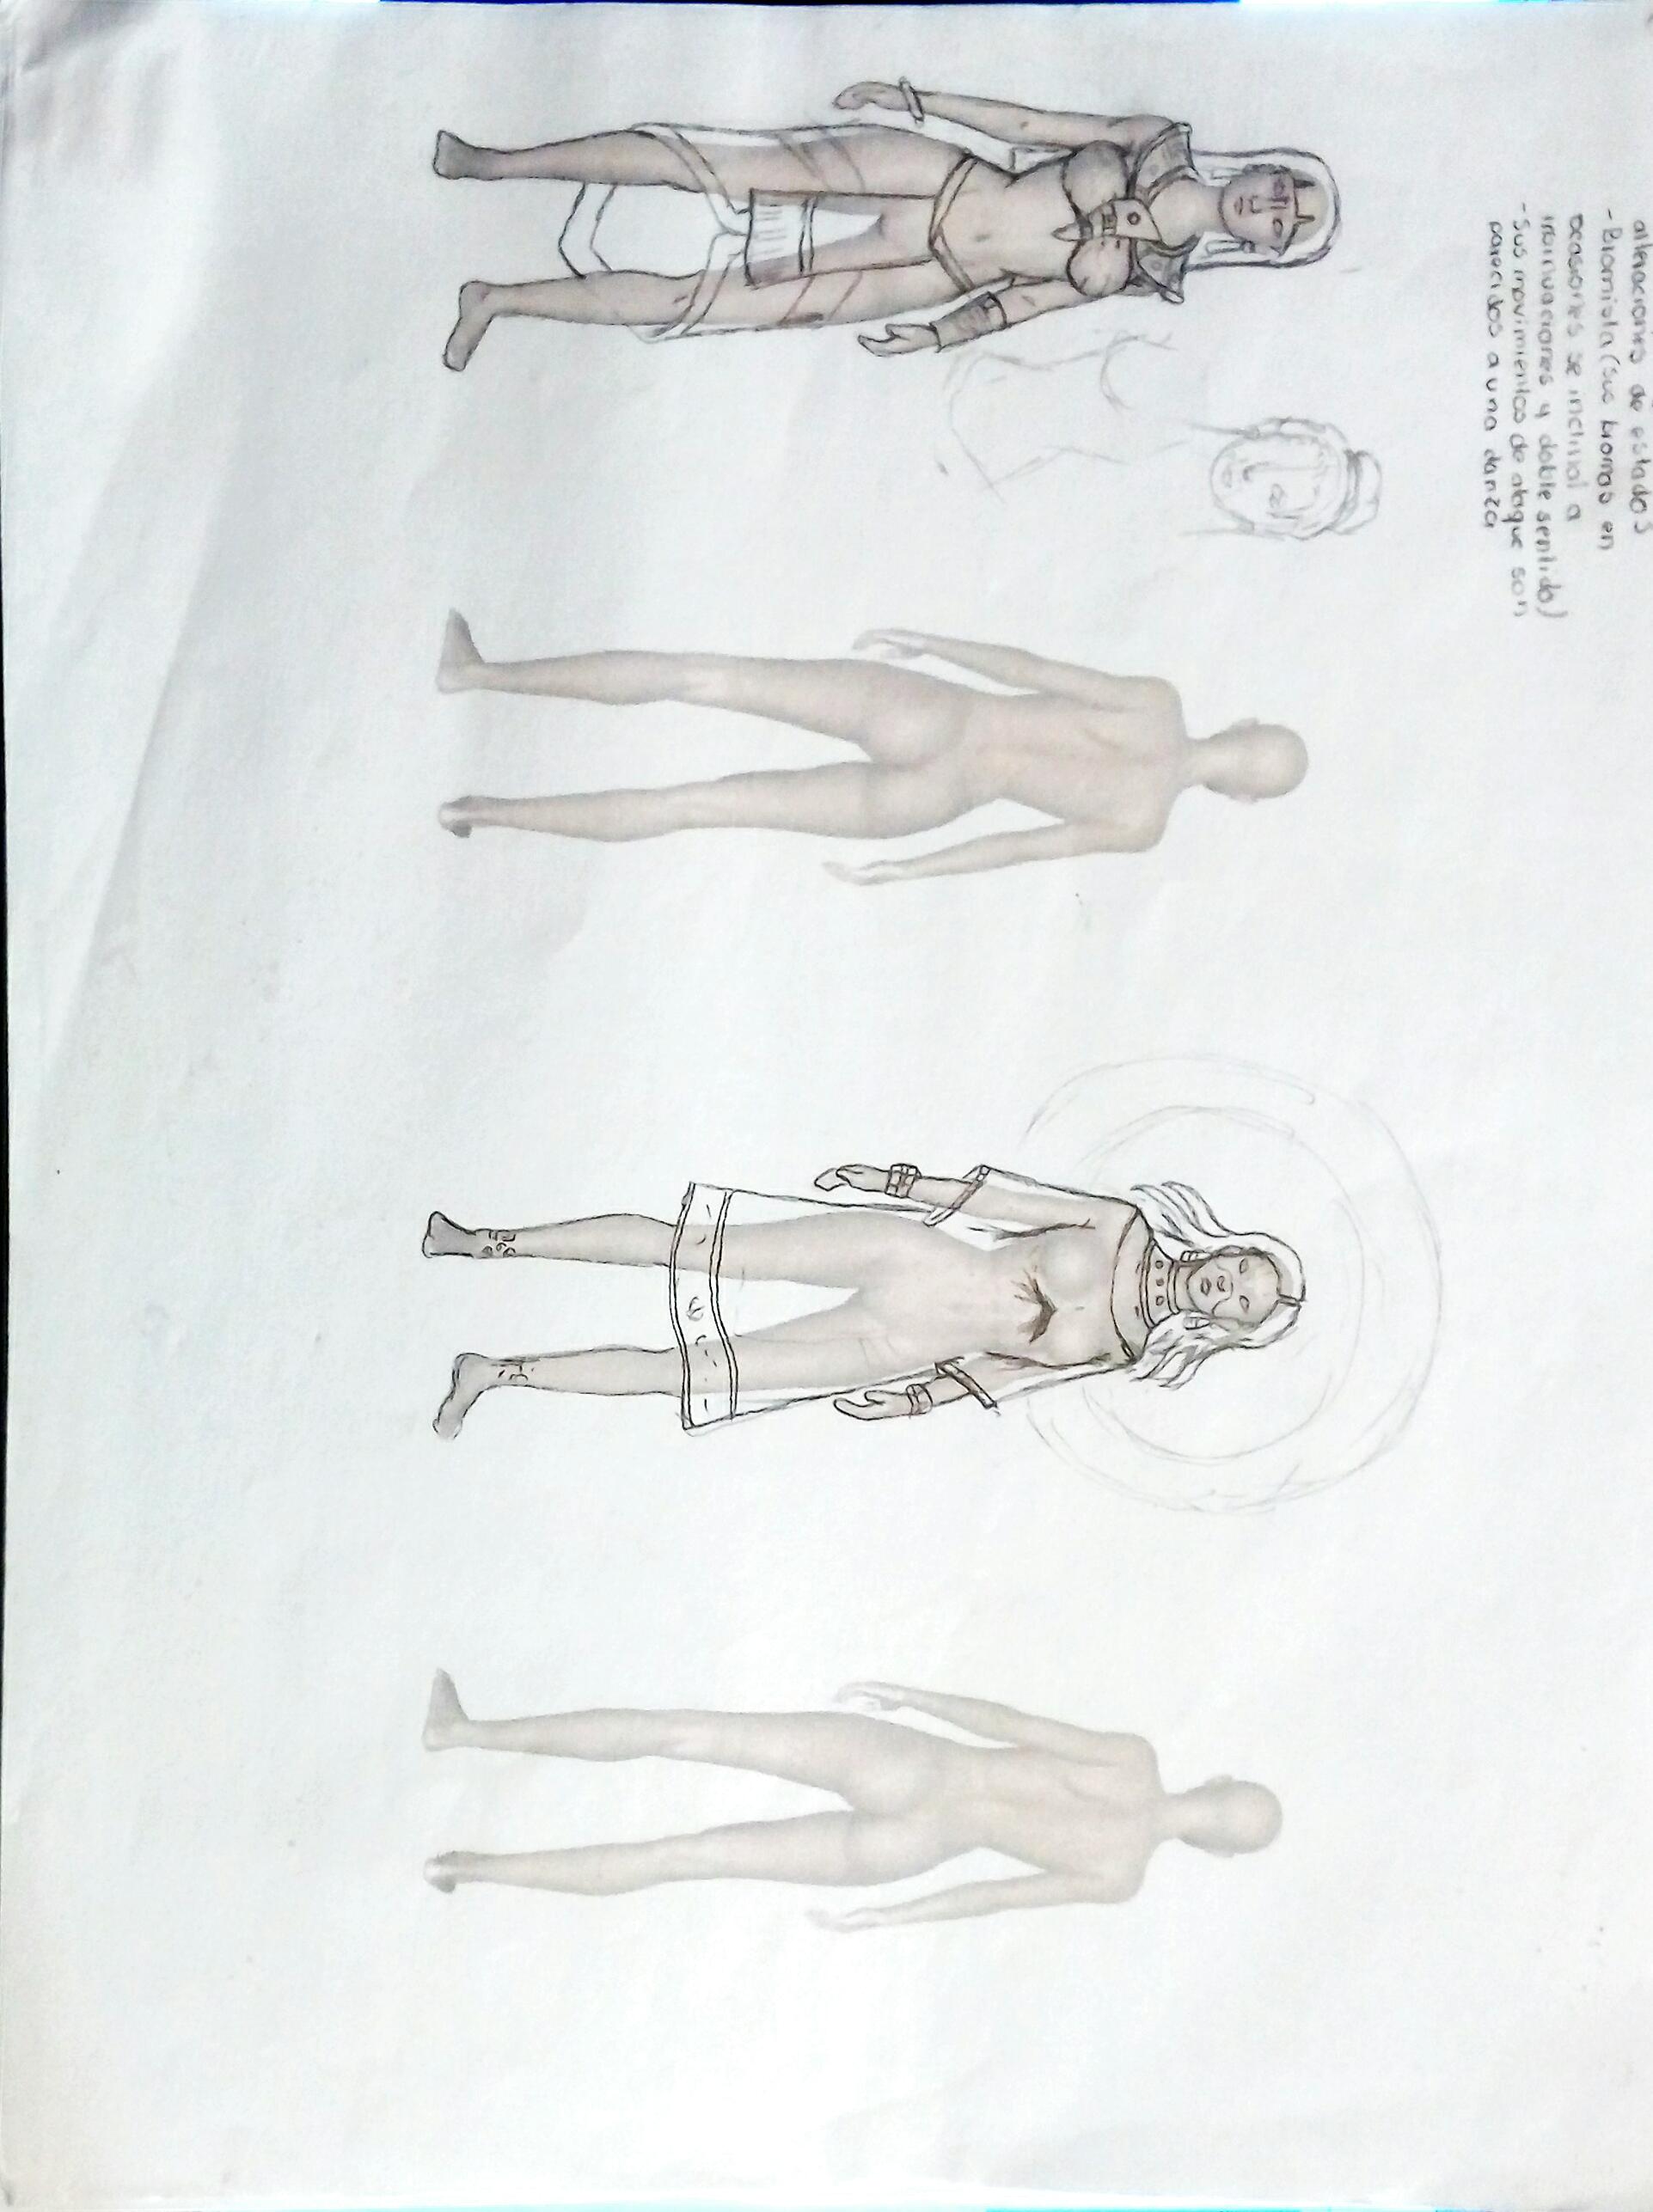 alteraciones de estados
-Bromista (sus bromas en
ocasiones se inclinal a
insinuaciones y doble sentido)
-Sus movimientos de ataque son
parecidos a una danza